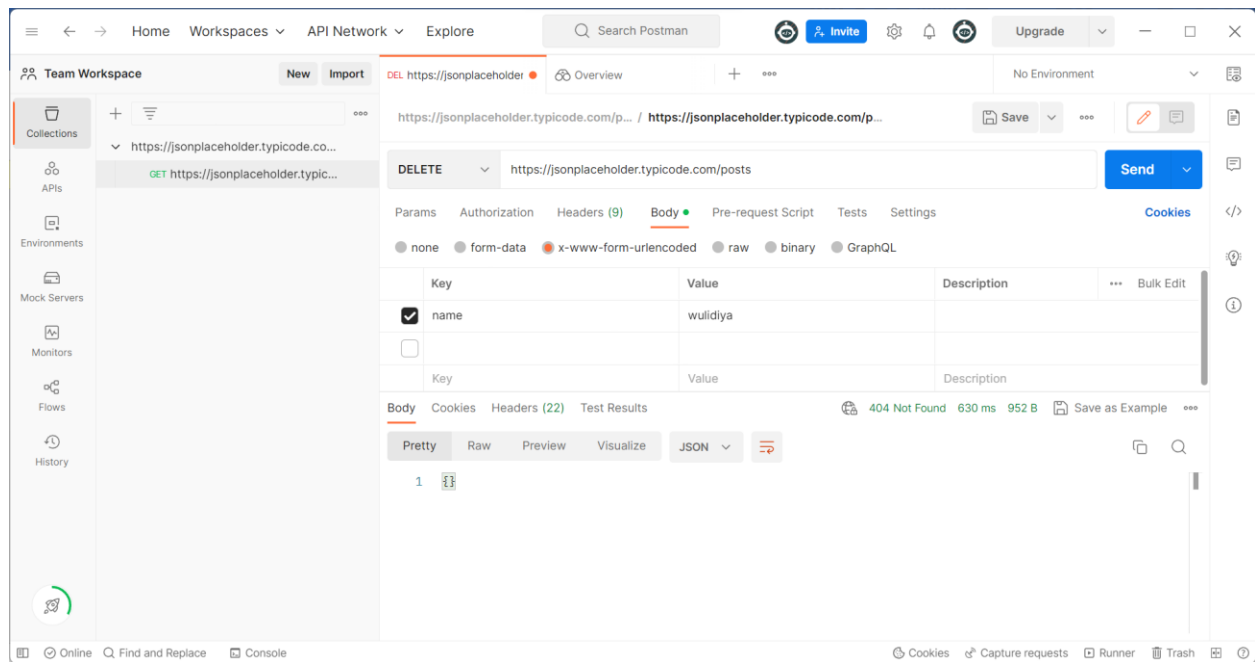 Home Workspaces API Network Explore Search Postman Invite Upgrade
Team Workspace New Import DEL https://jsonplaceholder Overview No Environment
https://jsonplaceholder.typicode.com/p... / https://jsonplaceholder.typicode.com/p... Save
Collections
https://jsonplaceholder.typicode.co...
DELETE https://jsonplaceholder.typicode.com/posts Send
GET https://jsonplaceholder.typic...
APIs
Params Authorization Headers (9) Body Pre-request Script Tests Settings Cookies
Environments
none form-data x-www-form-urlencoded raw binary GraphQL
Key Value Description Bulk Edit
Mock Servers
name wulidiya
Monitors
Key Value Description
Flows
Body Cookies Headers (22) Test Results 404 Not Found 630 ms 952 B Save as Example
Pretty Raw Preview Visualize JSON
History
1 {}
Online Find and Replace Console Cookies Capture requests Runner Trash